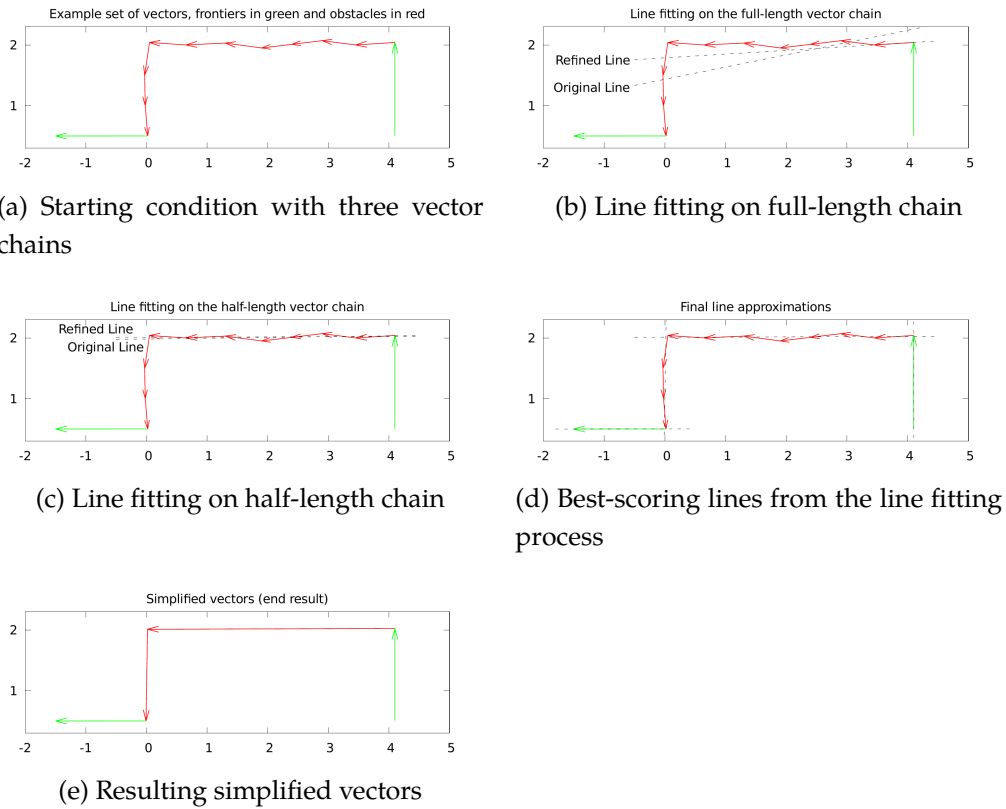 Example set of vectors, frontiers in green and obstacles in red
2
1
-2 -1 0 1 2 3 4 5
(a) Starting condition with three vector
chains
Line fitting on the full-length vector chain
2
Refined Line
Original Line
1
-2 -1 0 1 2 3 4 5
(b) Line fitting on full-length chain
Line fitting on the half-length vector chain
Refined Line
2
Original Line
1
-2 -1 0 1 2 3 4 5
(c) Line fitting on half-length chain
Final line approximations
2
1
-2 -1 0 1 2 3 4 5
(d) Best-scoring lines from the line fitting
process
Simplified vectors (end result)
2
1
-2 -1 0 1 2 3 4 5
(e) Resulting simplified vectors